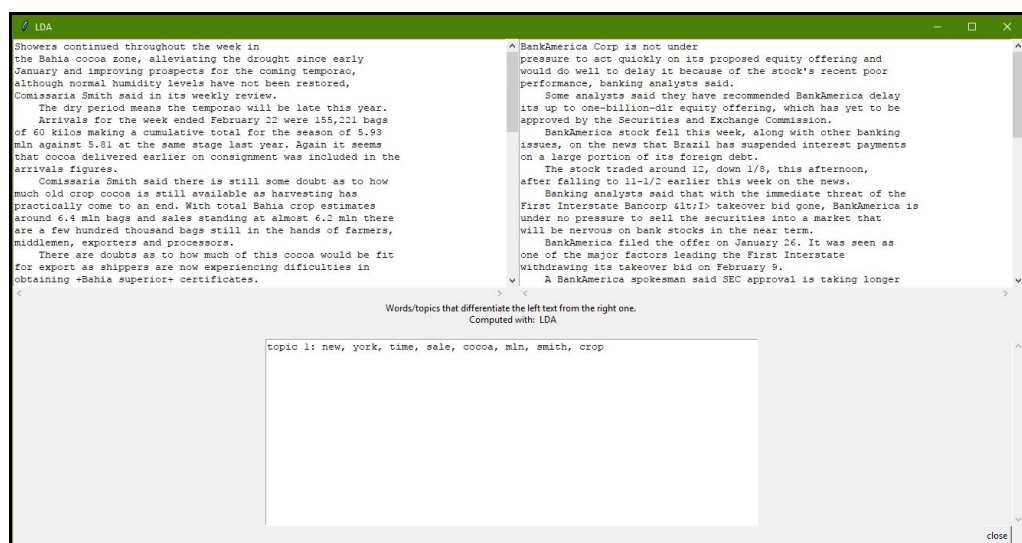 LDA
Showers continued throughout the week in
the Bahia cocoa zone, alleviating the drought since early
January and improving prospects for the coming temporao,
although normal humidity levels have not been restored,
Comissaria Smith said in its weekly review.
The dry period means the temporao will be late this year.
Arrivals for the week ended February 22 were 155,221 bags
of 60 kilos making a cumulative total for the season of 5.93
mln against 5.81 at the same stage last year. Again it seems
that cocoa delivered earlier on consignment was included in the
arrivals figures.
Comissaria Smith said there is still some doubt as to how
much old crop cocoa is still available as harvesting has
practically come to an end. With total Bahia crop estimates
around 6.4 mln bags and sales standing at almost 6.2 mln there
are a few hundred thousand bags still in the hands of farmers,
middlemen, exporters and processors.
There are doubts as to how much of this cocoa would be fit
for export as shippers are now experiencing dificulties in
obtaining +Bahia superior+ certificates.
BankAmerica Corp is not under
pressure to act quickly on its proposed equity offering and
would do well to delay it because of the stock's recent poor
performance, banking analysts said.
Some analysts said they have recommended BankAmerica delay
its up to one-billion-dlr equity offering, which has yet to be
approved by the Securities and Exchange Commission.
BankAmerica stock fell this week, along with other banking
issues, on the news that Brazil has suspended interest payments
on a large portion of its foreign debt.
The stock traded around 12, down 1/8, this afternoon,
after falling to 11-1/2 earlier this week on the news.
Banking analysts said that with the immediate threat of the
First Interstate Bancorp &lt;I> takeover bid gone, BankAmerica is
under no pressure to sell the securities into a market that
will be nervous on bank stocks in the near term.
BankAmerica filed the offer on January 26. It was seen as
one of the major factors leading the First Interstate
withdrawing its takeover bid on February 9.
A BankAmerica spokesman said SEC approval is taking longer
Words/topics that differentiate the left text from the right one.
Computed with: LDA
topic 1: new, york, time, sale, cocoa, mln, smith, crop
close